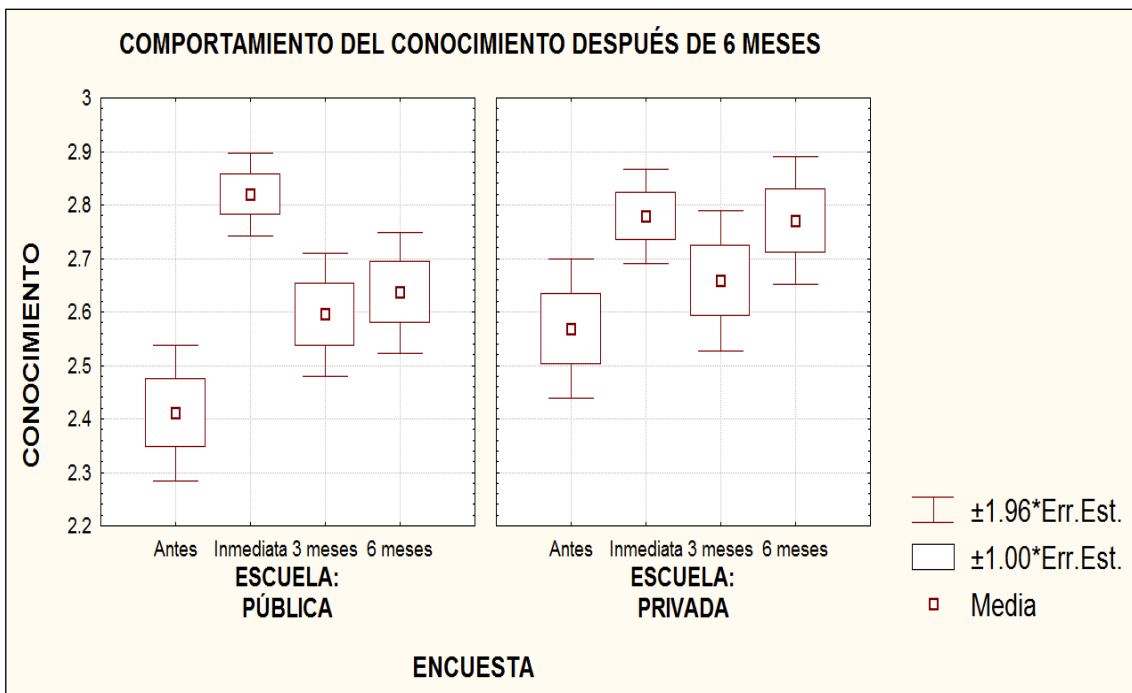 COMPORTAMIENTO DEL CONOCIMIENTO DESPUÉS DE 6 MESES
CONOCIMIENTO
3
2.9
2.8
2.7
2.6
2.5
2.4
2.3
2.2
Antes Inmediata 3 meses 6 meses
ESCUELA:
PÚBLICA
Antes Inmediata 3 meses 6 meses
ESCUELA:
PRIVADA
ENCUESTA
±1.96*Err.Est.
±1.00*Err.Est.
Media